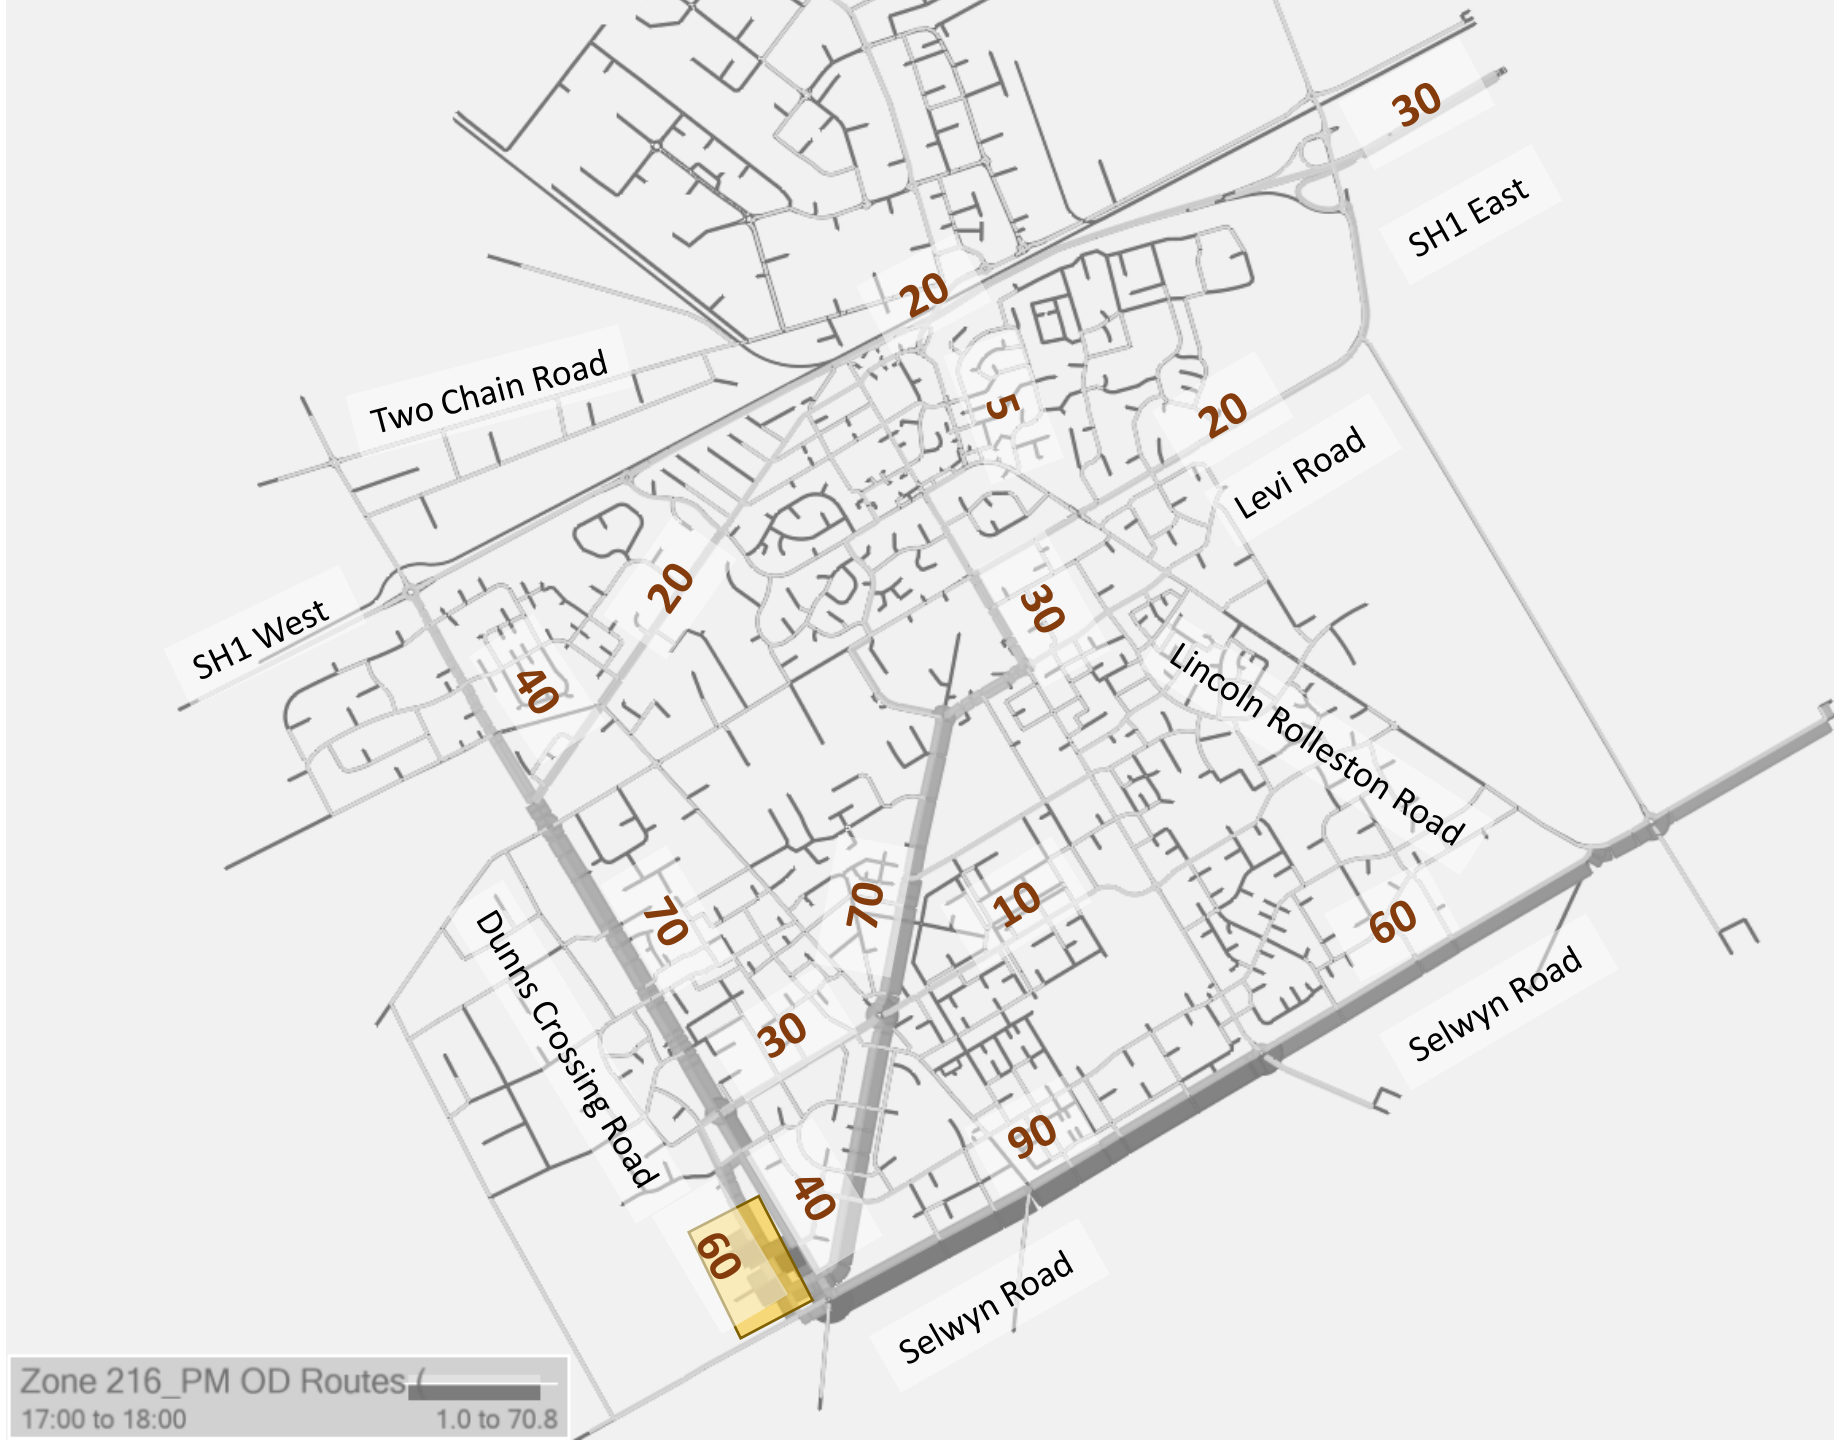 30
SH1 East
20
Two Chain Road
5
20
Levi Road
20
30
SH1 West
40
Lincoln Rolleston Road
70
70
10
60
Dunns Crossing Road
Selwyn Road
30
90
40
60
Selwyn Road
Zone 216_PM OD Routes (
17:00 to 18:00
1.0 to 70.8